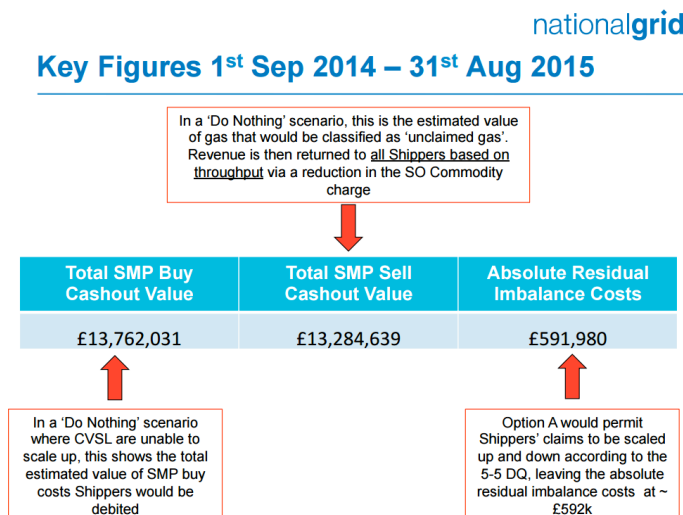 nationalgrid
Key Figures 1st Sep 2014 – 31st Aug 2015
In a 'Do Nothing' scenario, this is the estimated value
of gas that would be classified as 'unclaimed gas'.
Revenue is then returned to all Shippers based on
throughput via a reduction in the SO Commodity
charge
Total SMP Buy
Cashout Value
Total SMP Sell
Cashout Value
Absolute Residual
Imbalance Costs
£13,762,031
£13,284,639
£591,980
In a 'Do Nothing' scenario
where CVSL are unable to
scale up, this shows the total
estimated value of SMP buy
costs Shippers would be
debited
Option A would permit
Shippers' claims to be scaled
up and down according to the
5-5 DQ, leaving the absolute
residual imbalance costs at ~
£592k